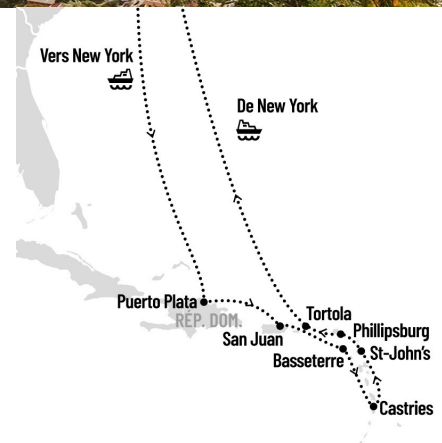 Vers New York
De New York
Puerto Plata
RÉP. DOM.
San Juan
Tortola
Phillipsburg
Basseterre
St-John's
Castries